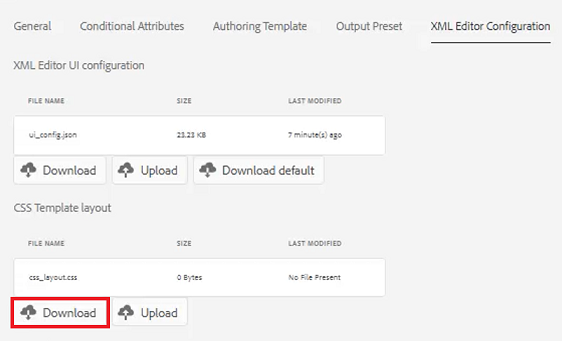 General Conditional Attributes Authoring Template Output Preset XML Editor Configuration
XML Editor UI configuration
FILE NAME SIZE LAST MODIFIED
ui_config.json 23.23 KB 7 minute(s) ago
Download Upload Download default
CSS Template layout
FILE NAME SIZE LAST MODIFIED
css_layout.css 0 Bytes No File Present
Download Upload